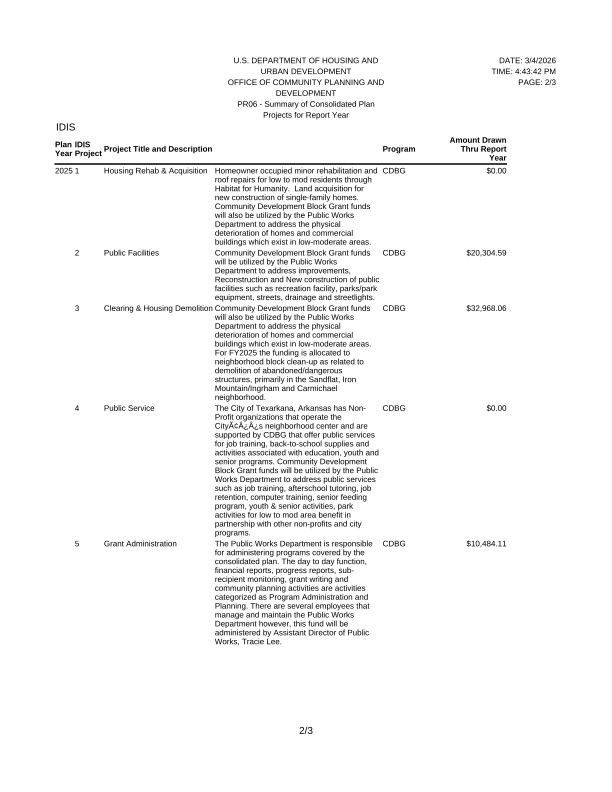 U.S. DEPARTMENT OF HOUSING AND
URBAN DEVELOPMENT
OFFICE OF COMMUNITY PLANNING AND
DEVELOPMENT
PR06 - Summary of Consolidated Plan
Projects for Report Year
DATE: 3/4/2026
TIME: 4:43:42 PM
PAGE: 2/3
IDIS
Plan IDIS
Year Project
Project Title and Description
Program
Amount Drawn
Thru Report
Year
2025 1 Housing Rehab & Acquisition Homeowner occupied minor rehabilitation and CDBG $0.00
roof repairs for low to mod residents through
Habitat for Humanity. Land acquisition for
new construction of single-family homes.
Community Development Block Grant funds
will also be utilized by the Public Works
Department to address the physical
deterioration of homes and commercial
buildings which exist in low-moderate areas.
2 Public Facilities Community Development Block Grant funds CDBG $20,304.59
will be utilized by the Public Works
Department to address improvements,
Reconstruction and New construction of public
facilities such as recreation facility, parks/park
equipment, streets, drainage and streetlights.
3 Clearing & Housing Demolition Community Development Block Grant funds CDBG $32,968.06
will also be utilized by the Public Works
Department to address the physical
deterioration of homes and commercial
buildings which exist in low-moderate areas.
For FY2025 the funding is allocated to
neighborhood block clean-up as related to
demolition of abandoned/dangerous
structures, primarily in the Sandflat, Iron
Mountain/Ingrham and Carmichael
neighborhood.
4 Public Service The City of Texarkana, Arkansas has Non- CDBG $0.00
Profit organizations that operate the
CityÃ¢Â¿Â¿s neighborhood center and are
supported by CDBG that offer public services
for job training, back-to-school supplies and
activities associated with education, youth and
senior programs. Community Development
Block Grant funds will be utilized by the Public
Works Department to address public services
such as job training, afterschool tutoring, job
retention, computer training, senior feeding
program, youth & senior activities, park
activities for low to mod area benefit in
partnership with other non-profits and city
programs.
5 Grant Administration The Public Works Department is responsible CDBG $10,484.11
for administering programs covered by the
consolidated plan. The day to day function,
financial reports, progress reports, sub-
recipient monitoring, grant writing and
community planning activities are activities
categorized as Program Administration and
Planning. There are several employees that
manage and maintain the Public Works
Department however, this fund will be
administered by Assistant Director of Public
Works, Tracie Lee.
2/3